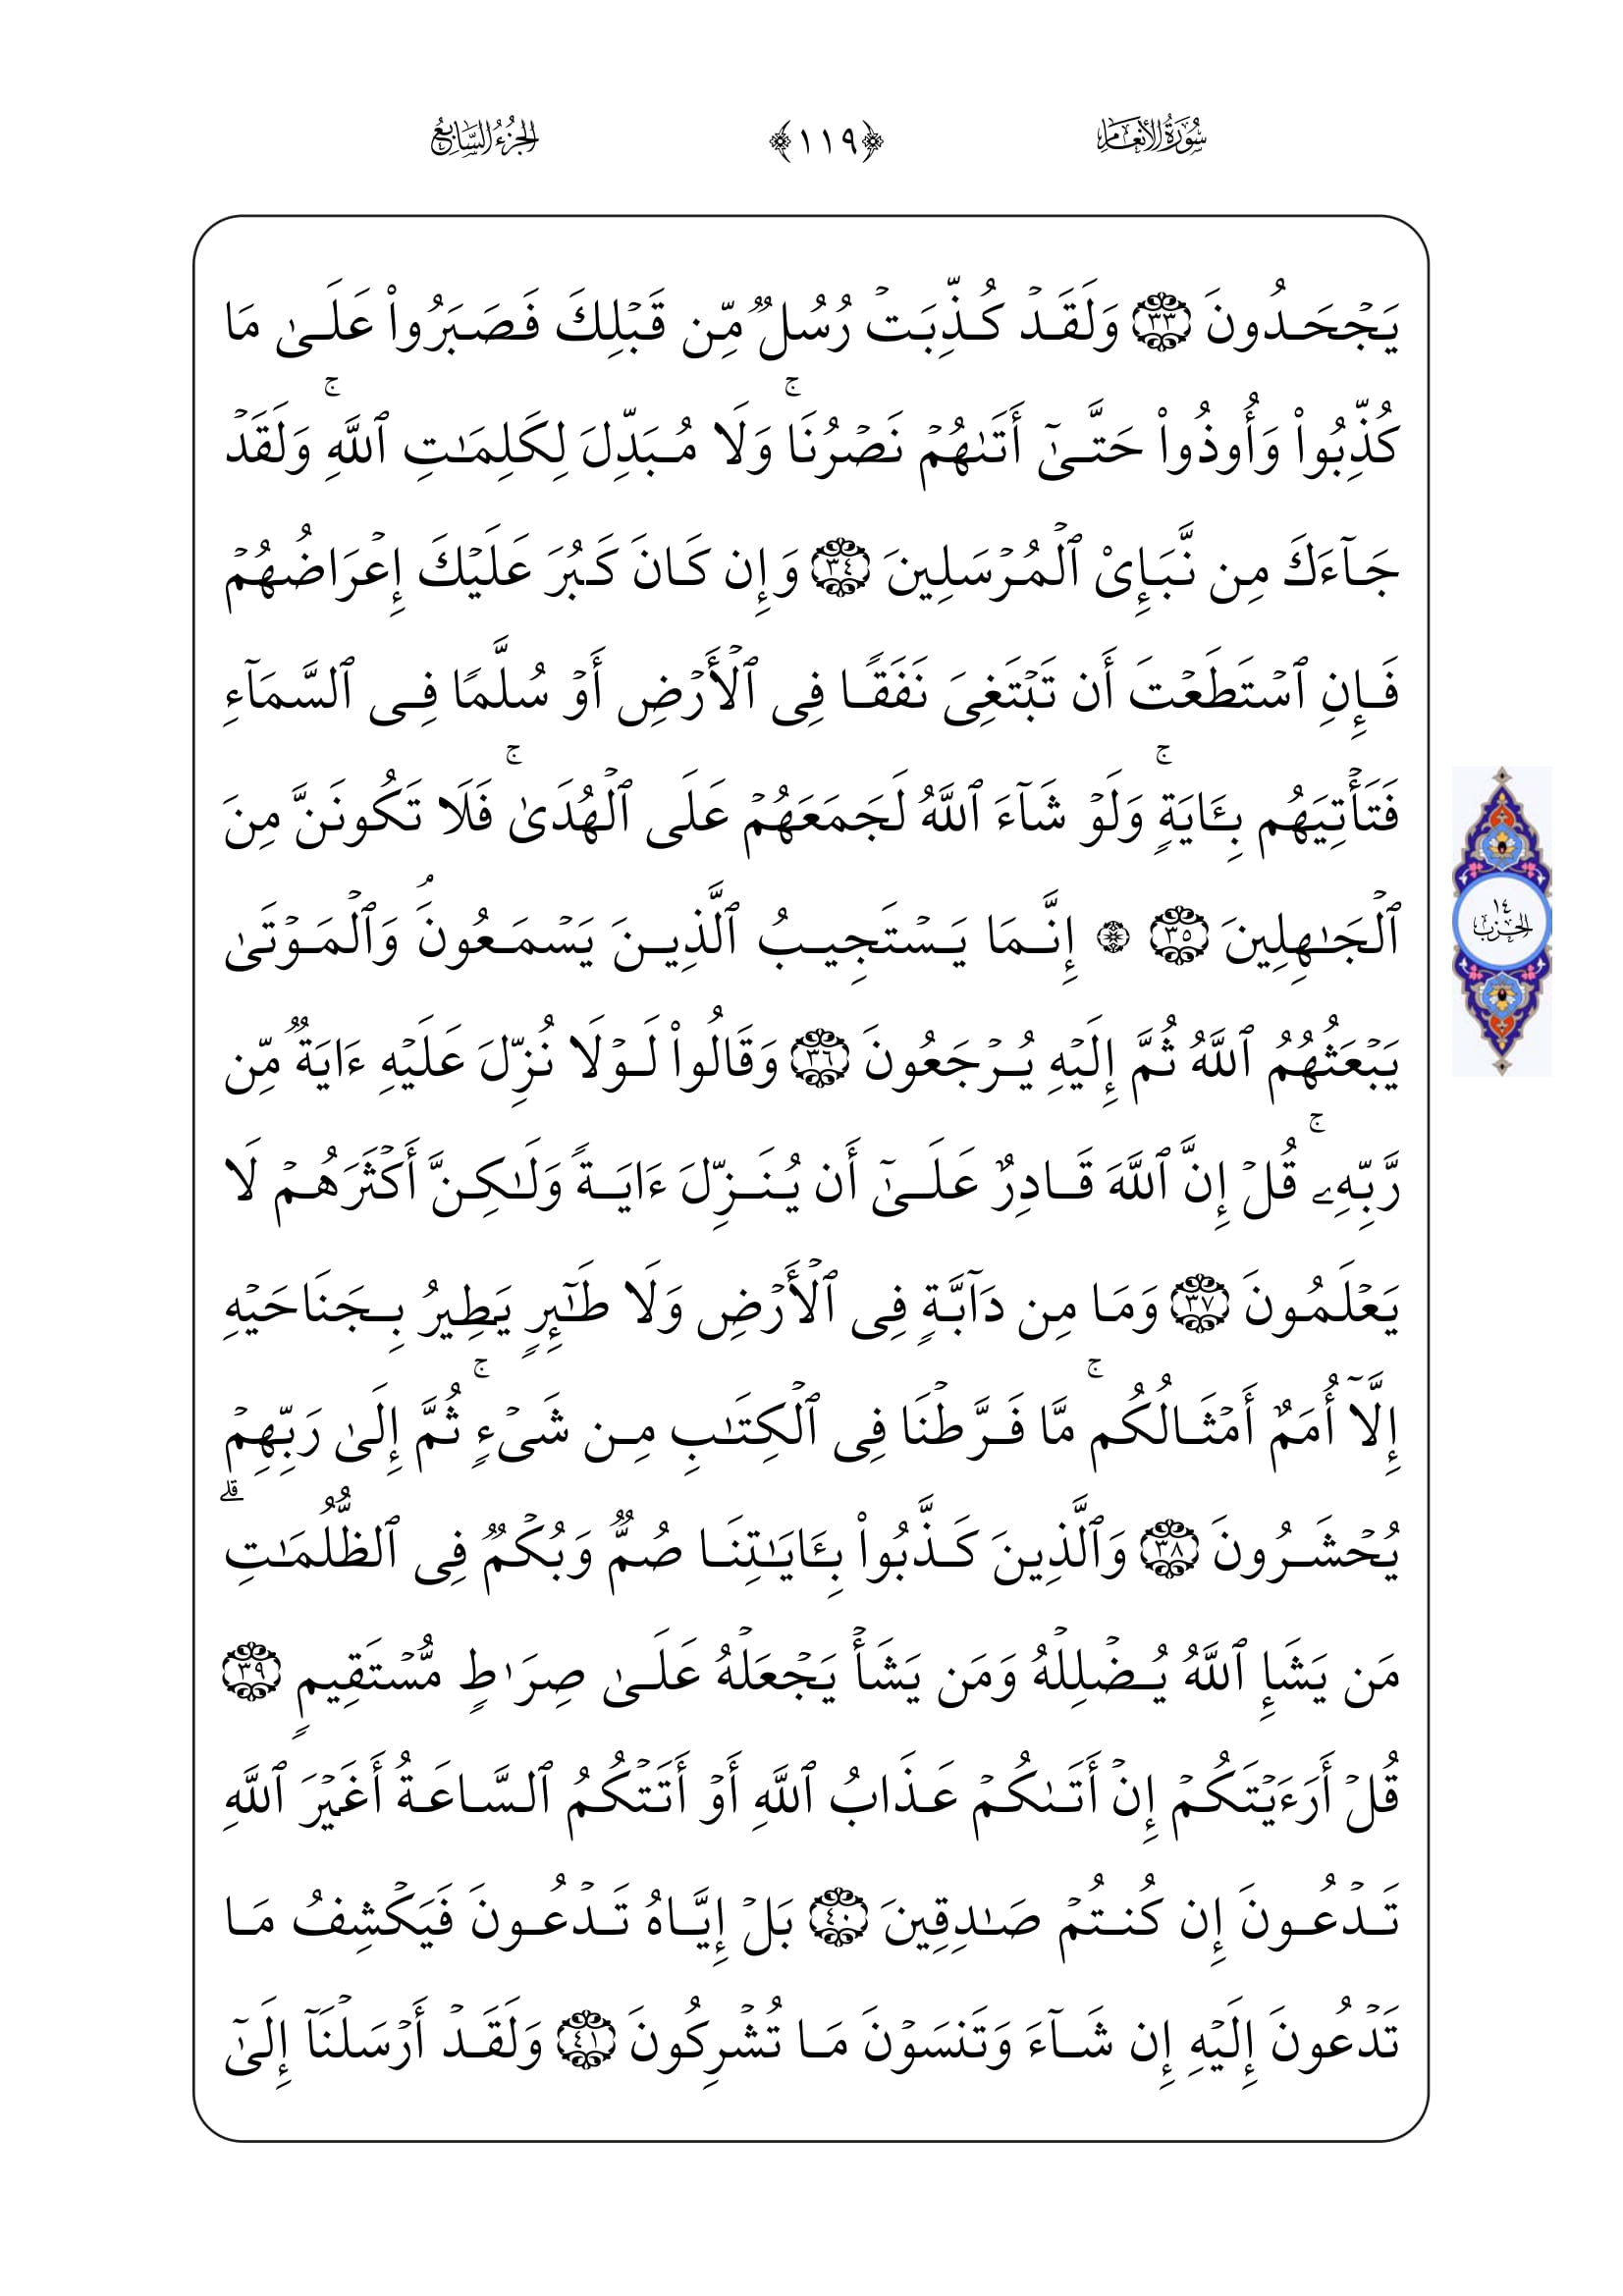 سُورَةُ الأَنْعَامِ ﴿١١٩﴾ الجُزْءُ السَّابِعُ
يَجۡحَدُونَ ٣٣ وَلَقَدۡ كُذِّبَتۡ رُسُلٞ مِّن قَبۡلِكَ فَصَبَرُواْ عَلَىٰ مَا
كُذِّبُواْ وَأُوذُواْ حَتَّىٰٓ أَتَىٰهُمۡ نَصۡرُنَاۚ وَلَا مُبَدِّلَ لِكَلِمَٰتِ ٱللَّهِۚ وَلَقَدۡ
جَآءَكَ مِن نَّبَإِيْ ٱلۡمُرۡسَلِينَ ٣٤ وَإِن كَانَ كَبُرَ عَلَيۡكَ إِعۡرَاضُهُمۡ
فَإِنِ ٱسۡتَطَعۡتَ أَن تَبۡتَغِيَ نَفَقٗا فِي ٱلۡأَرۡضِ أَوۡ سُلَّمٗا فِي ٱلسَّمَآءِ
فَتَأۡتِيَهُم بِـَٔايَةٖۚ وَلَوۡ شَآءَ ٱللَّهُ لَجَمَعَهُمۡ عَلَى ٱلۡهُدَىٰۚ فَلَا تَكُونَنَّ مِنَ
ٱلۡجَٰهِلِينَ ٣٥ ۞ إِنَّمَا يَسۡتَجِيبُ ٱلَّذِينَ يَسۡمَعُونَۘ وَٱلۡمَوۡتَىٰ
يَبۡعَثُهُمُ ٱللَّهُ ثُمَّ إِلَيۡهِ يُرۡجَعُونَ ٣٦ وَقَالُواْ لَوۡلَا نُزِّلَ عَلَيۡهِ ءَايَةٞ مِّن
رَّبِّهِۦۚ قُلۡ إِنَّ ٱللَّهَ قَادِرٌ عَلَىٰٓ أَن يُنَزِّلَ ءَايَةٗ وَلَٰكِنَّ أَكۡثَرَهُمۡ لَا
يَعۡلَمُونَ ٣٧ وَمَا مِن دَآبَّةٖ فِي ٱلۡأَرۡضِ وَلَا طَٰٓئِرٖ يَطِيرُ بِجَنَاحَيۡهِ
إِلَّآ أُمَمٌ أَمۡثَالُكُمۚ مَّا فَرَّطۡنَا فِي ٱلۡكِتَٰبِ مِن شَيۡءٖۚ ثُمَّ إِلَىٰ رَبِّهِمۡ
يُحۡشَرُونَ ٣٨ وَٱلَّذِينَ كَذَّبُواْ بِـَٔايَٰتِنَا صُمّٞ وَبُكۡمٞ فِي ٱلظُّلُمَٰتِۗ
مَن يَشَإِ ٱللَّهُ يُضۡلِلۡهُ وَمَن يَشَأۡ يَجۡعَلۡهُ عَلَىٰ صِرَٰطٖ مُّسۡتَقِيمٖ ٣٩
قُلۡ أَرَءَيۡتَكُمۡ إِنۡ أَتَىٰكُمۡ عَذَابُ ٱللَّهِ أَوۡ أَتَتۡكُمُ ٱلسَّاعَةُ أَغَيۡرَ ٱللَّهِ
تَدۡعُونَ إِن كُنتُمۡ صَٰدِقِينَ ٤٠ بَلۡ إِيَّاهُ تَدۡعُونَ فَيَكۡشِفُ مَا
تَدۡعُونَ إِلَيۡهِ إِن شَآءَ وَتَنسَوۡنَ مَا تُشۡرِكُونَ ٤١ وَلَقَدۡ أَرۡسَلۡنَآ إِلَىٰٓ
١٤
الحزب